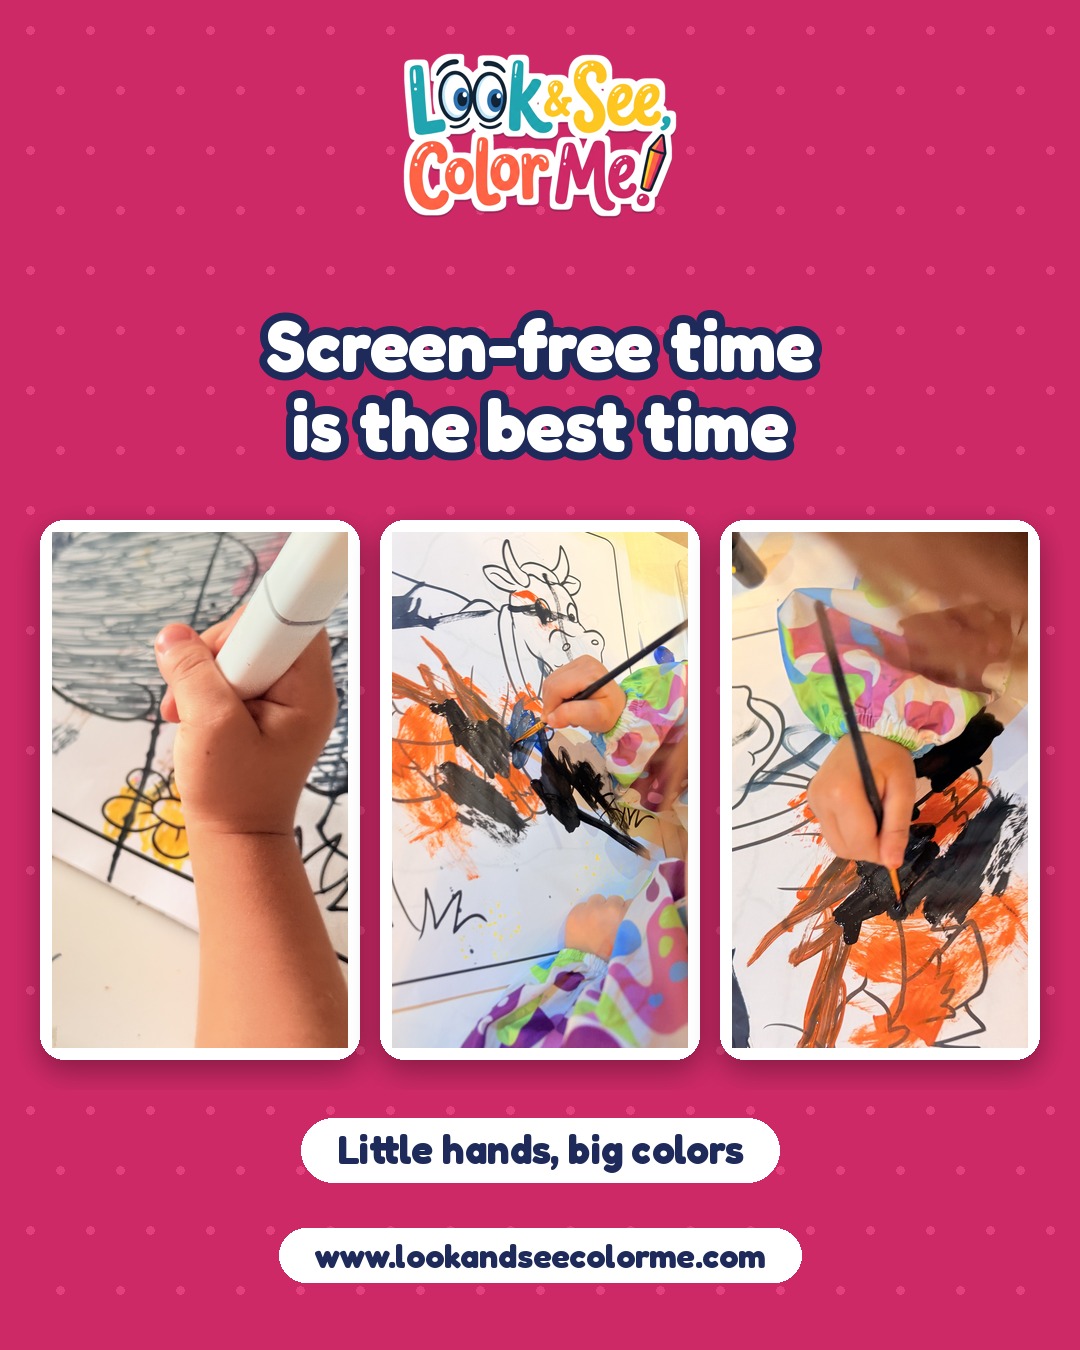 Look & See,
Color Me!
Screen-free time
is the best time
Little hands, big colors
www.lookandseecolorme.com